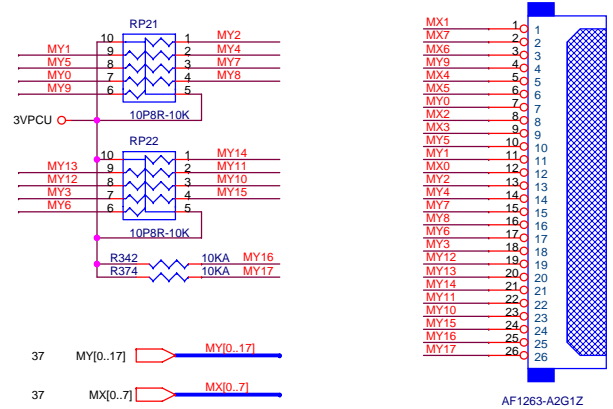 RP21
10 1 MY2
MY1 9 2 MY4
MY5 8 3 MY7
MY0 7 4 MY8
MY9 6 5
3VPCU
10P8R-10K
RP22
10 1 MY14
MY13 9 2 MY11
MY12 8 3 MY10
MY3 7 4 MY15
MY6 6 5
10P8R-10K
R342 10KA MY16
R374 10KA MY17
37 MY[0..17] MY[0..17]
37 MX[0..7] MX[0..7]
MX1 1 1
MX7 2 2
MX6 3 3
MY9 4 4
MX4 5 5
MX5 6 6
MY0 7 7
MX2 8 8
MX3 9 9
MY5 10 10
MY1 11 11
MX0 12 12
MY2 13 13
MY4 14 14
MY7 15 15
MY8 16 16
MY6 17 17
MY3 18 18
MY12 19 19
MY13 20 20
MY14 21 21
MY11 22 22
MY10 23 23
MY15 24 24
MY16 25 25
MY17 26 26
AF1263-A2G1Z